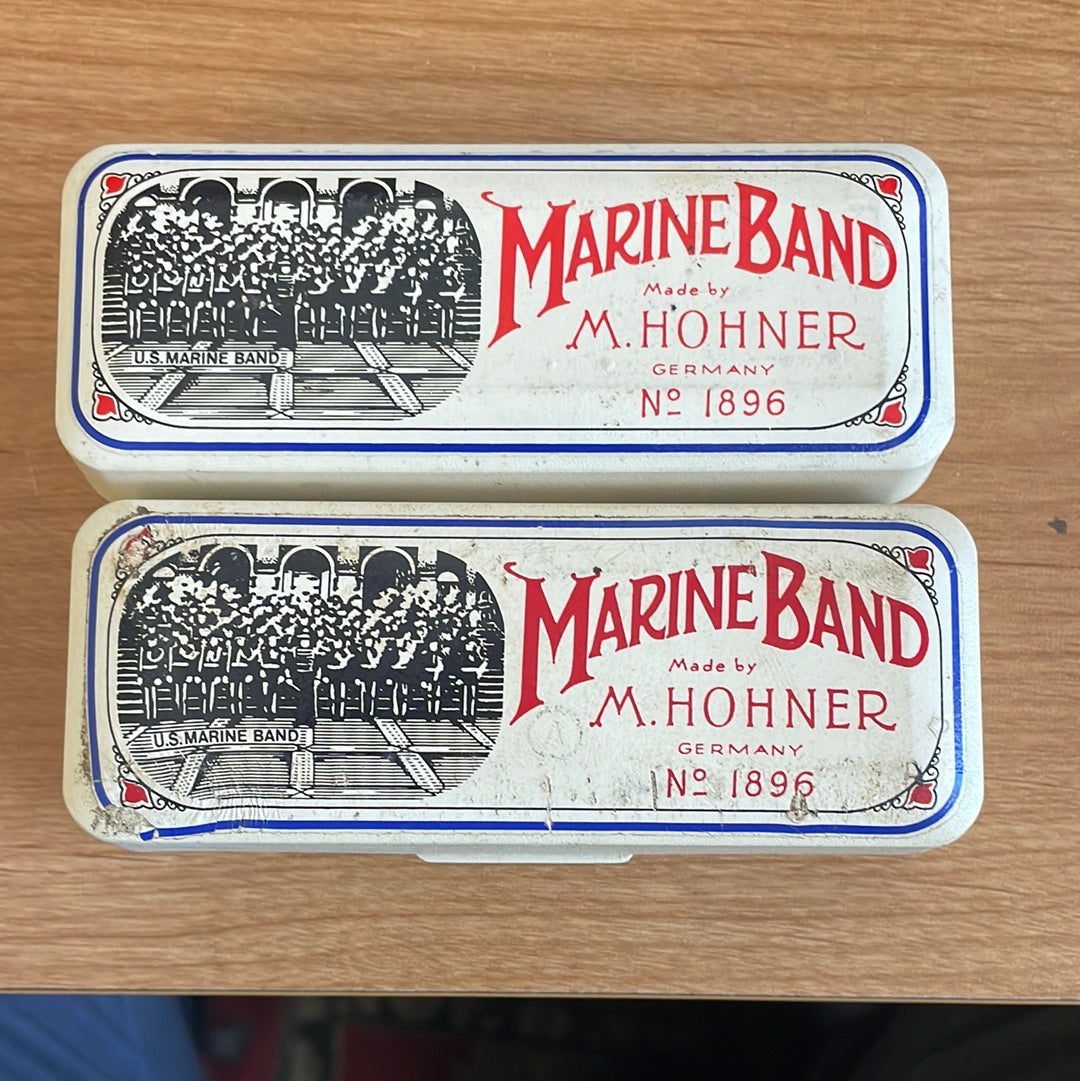 MARINE BAND
Made by
M. HOHNER
GERMANY
Nº 1896
U.S. MARINE BAND
MARINE BAND
Made by
M. HOHNER
GERMANY
Nº 1896
U.S. MARINE BAND
A